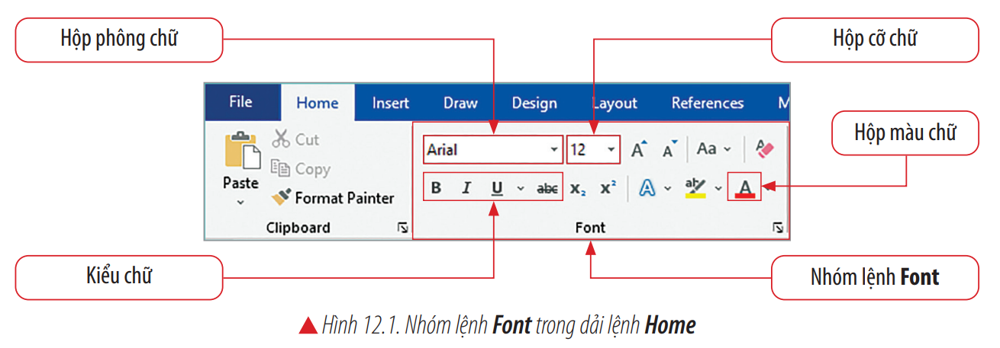 Hộp phông chữ
Hộp cỡ chữ
File Home Insert Draw Design Layout References M
Hộp màu chữ
Cut
Arial 12 A A Aa A
Copy
Paste
B I U abc x₂ x² A ab A
Format Painter
Clipboard Font
Kiểu chữ
Nhóm lệnh Font
Hình 12.1. Nhóm lệnh Font trong dải lệnh Home